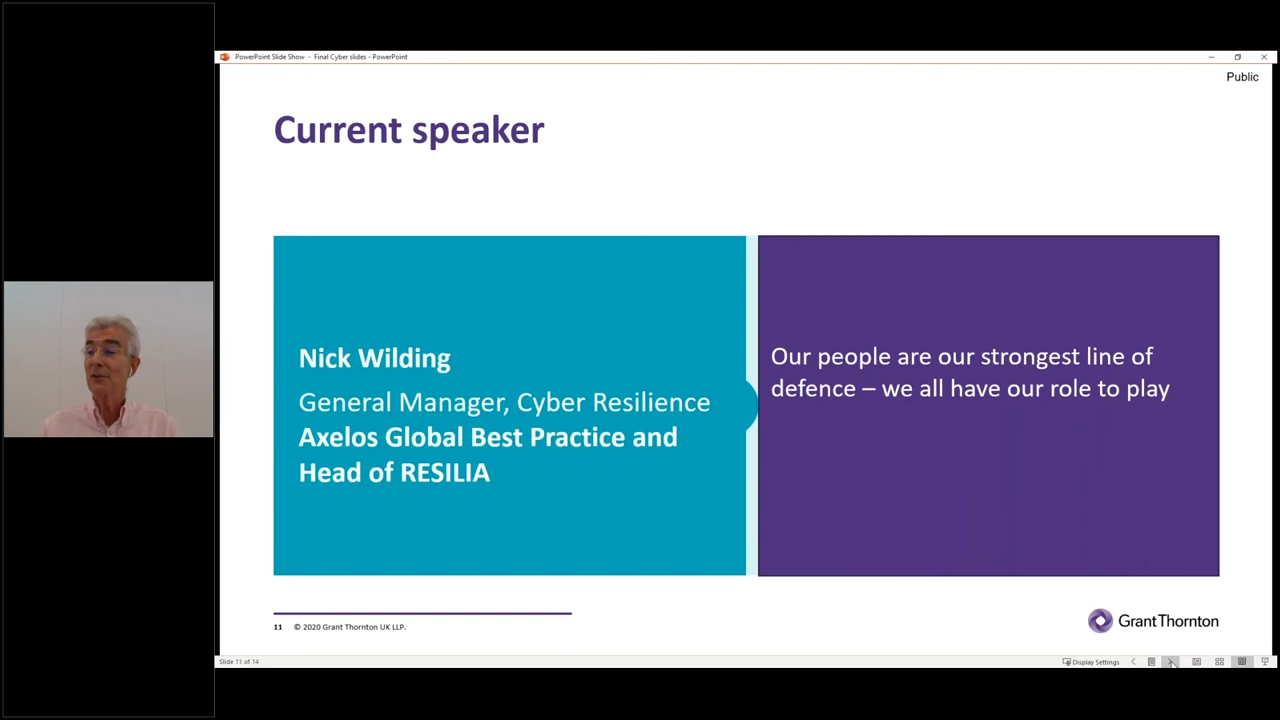 PowerPoint Slide Show - Final Cyber slides - PowerPoint
Public
Current speaker
Nick Wilding
General Manager, Cyber Resilience
Axelos Global Best Practice and
Head of RESILIA
Our people are our strongest line of
defence – we all have our role to play
11 © 2020 Grant Thornton UK LLP.
GrantThornton
Slide 11 of 14
Display Settings